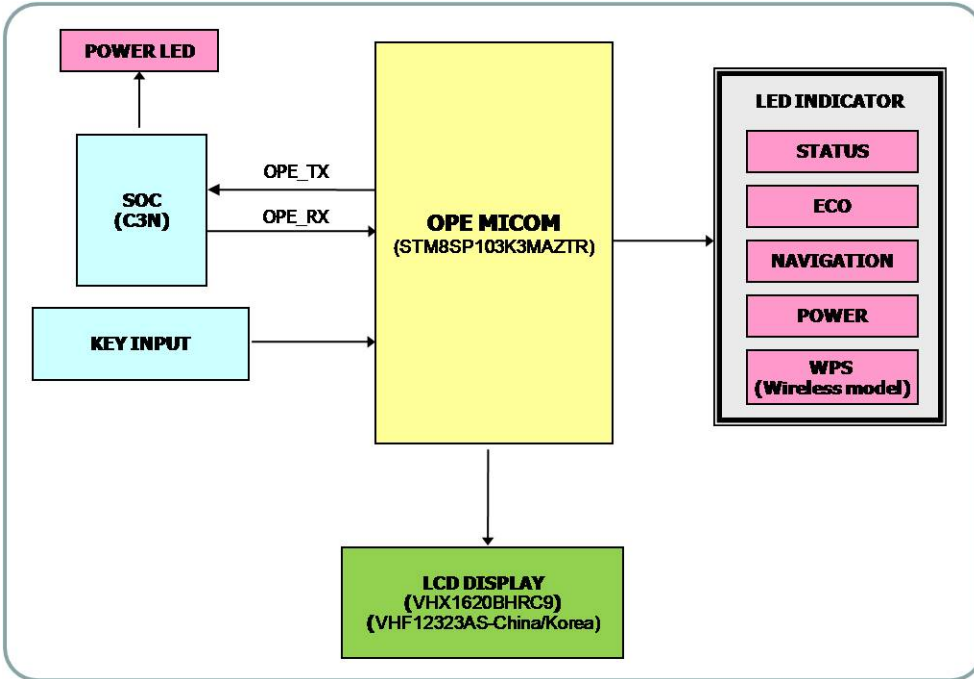 POWER LED
SOC
(C3N)
OPE_TX
OPE_RX
KEY INPUT
OPE MICOM
(STM8SP103K3MAZTR)
LED INDICATOR
STATUS
ECO
NAVIGATION
POWER
WPS
(Wireless model)
LCD DISPLAY
(VHX1620BHRC9)
(VHF12323AS-China/Korea)